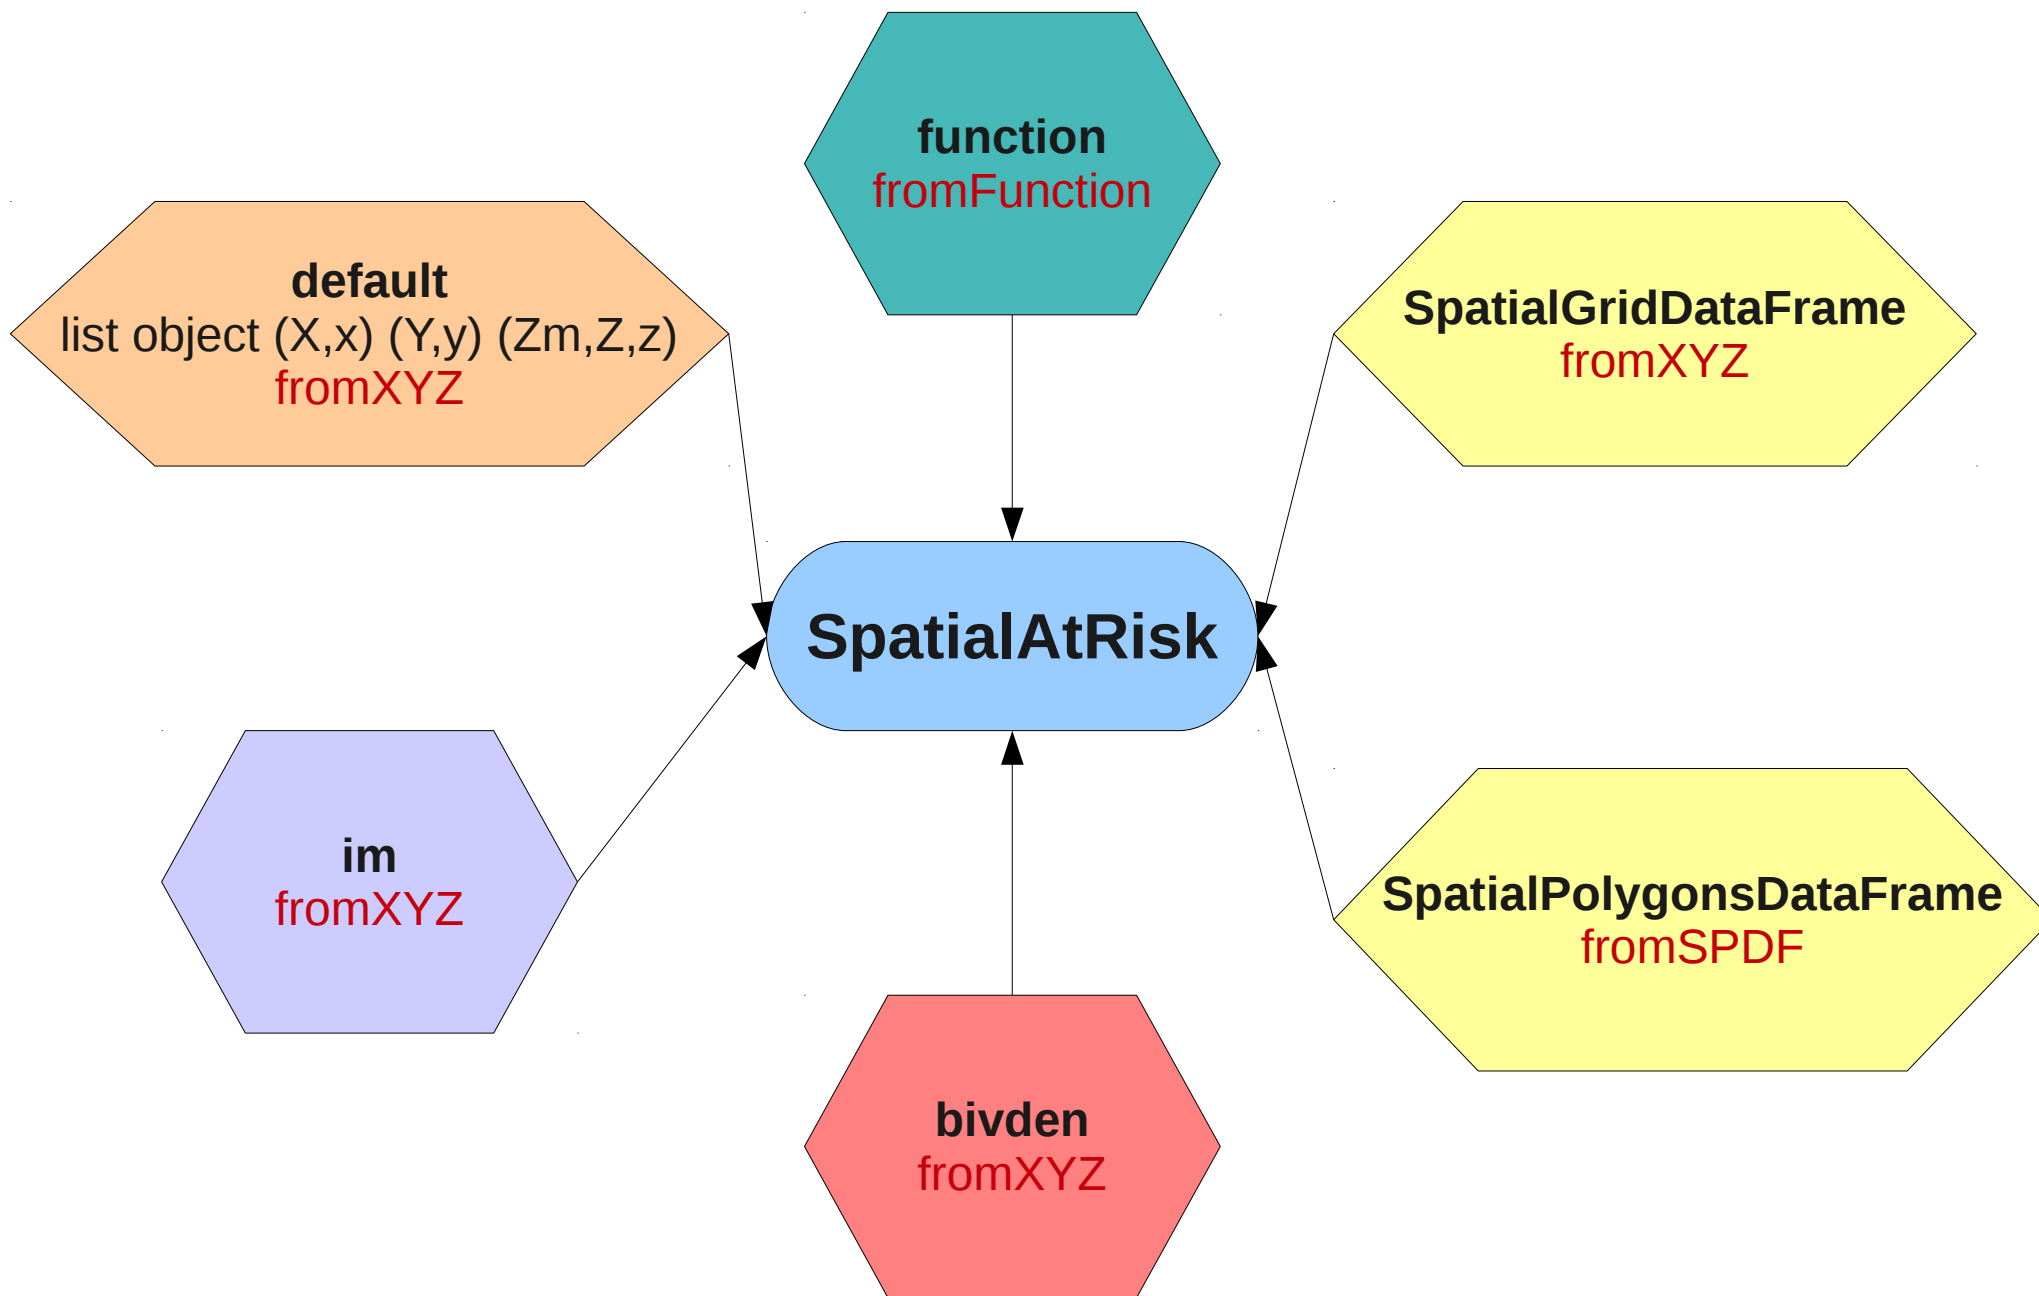 function
fromFunction
default
list object (X,x) (Y,y) (Zm,Z,z)
fromXYZ
SpatialGridDataFrame
fromXYZ
SpatialAtRisk
im
fromXYZ
SpatialPolygonsDataFrame
fromSPDF
bivden
fromXYZ